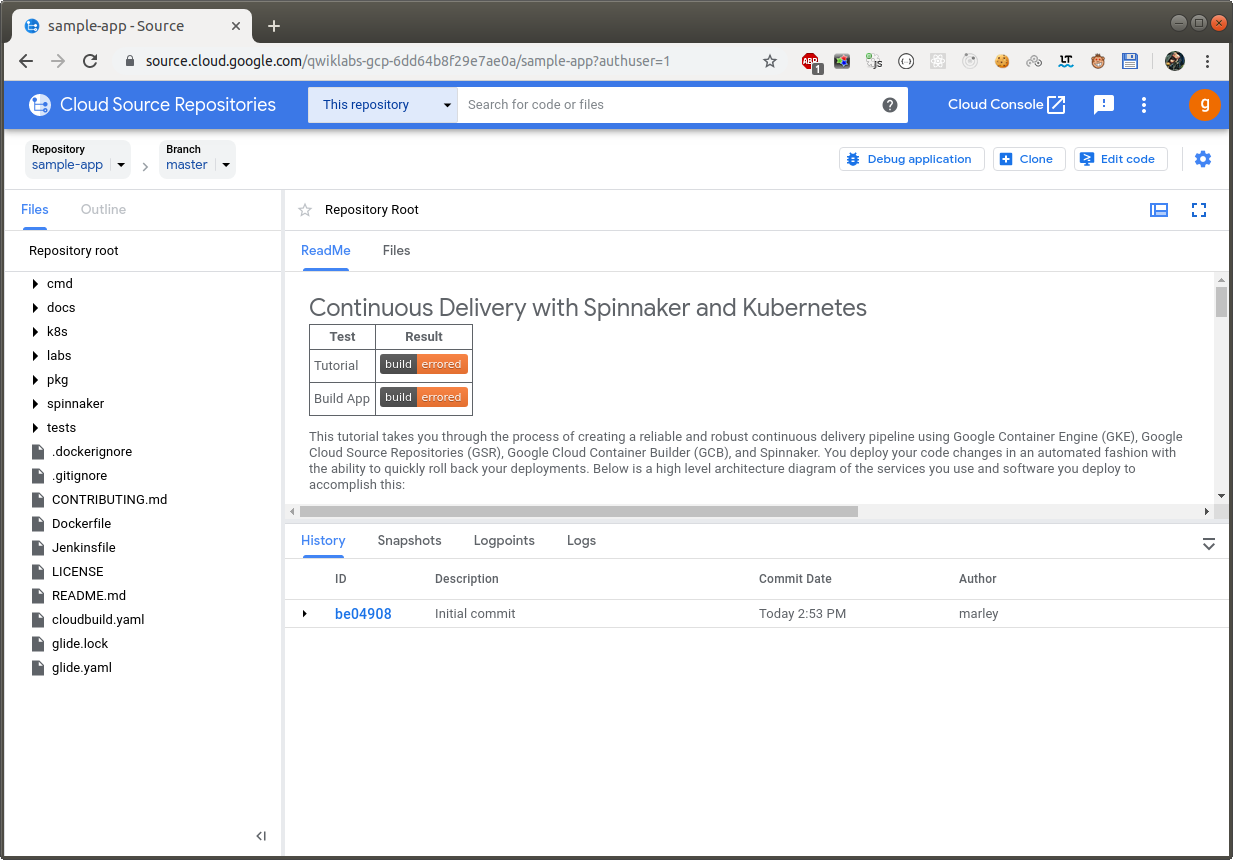 sample-app - Source
source.cloud.google.com/qwiklabs-gcp-6dd64b8f29e7ae0a/sample-app?authuser=1
ABP
1
js
LT
Cloud Source Repositories
This repository
Search for code or files
?
Cloud Console
!
g
Repository
sample-app
Branch
master
Debug application
Clone
Edit code
Files
Outline
Repository root
cmd
docs
k8s
labs
pkg
spinnaker
tests
.dockerignore
.gitignore
CONTRIBUTING.md
Dockerfile
Jenkinsfile
LICENSE
README.md
cloudbuild.yaml
glide.lock
glide.yaml
Repository Root
ReadMe
Files
Continuous Delivery with Spinnaker and Kubernetes
Test Result
Tutorial build errored
Build App build errored
This tutorial takes you through the process of creating a reliable and robust continuous delivery pipeline using Google Container Engine (GKE), Google
Cloud Source Repositories (GSR), Google Cloud Container Builder (GCB), and Spinnaker. You deploy your code changes in an automated fashion with
the ability to quickly roll back your deployments. Below is a high level architecture diagram of the services you use and software you deploy to
accomplish this:
History Snapshots Logpoints Logs
ID Description Commit Date Author
be04908 Initial commit Today 2:53 PM marley